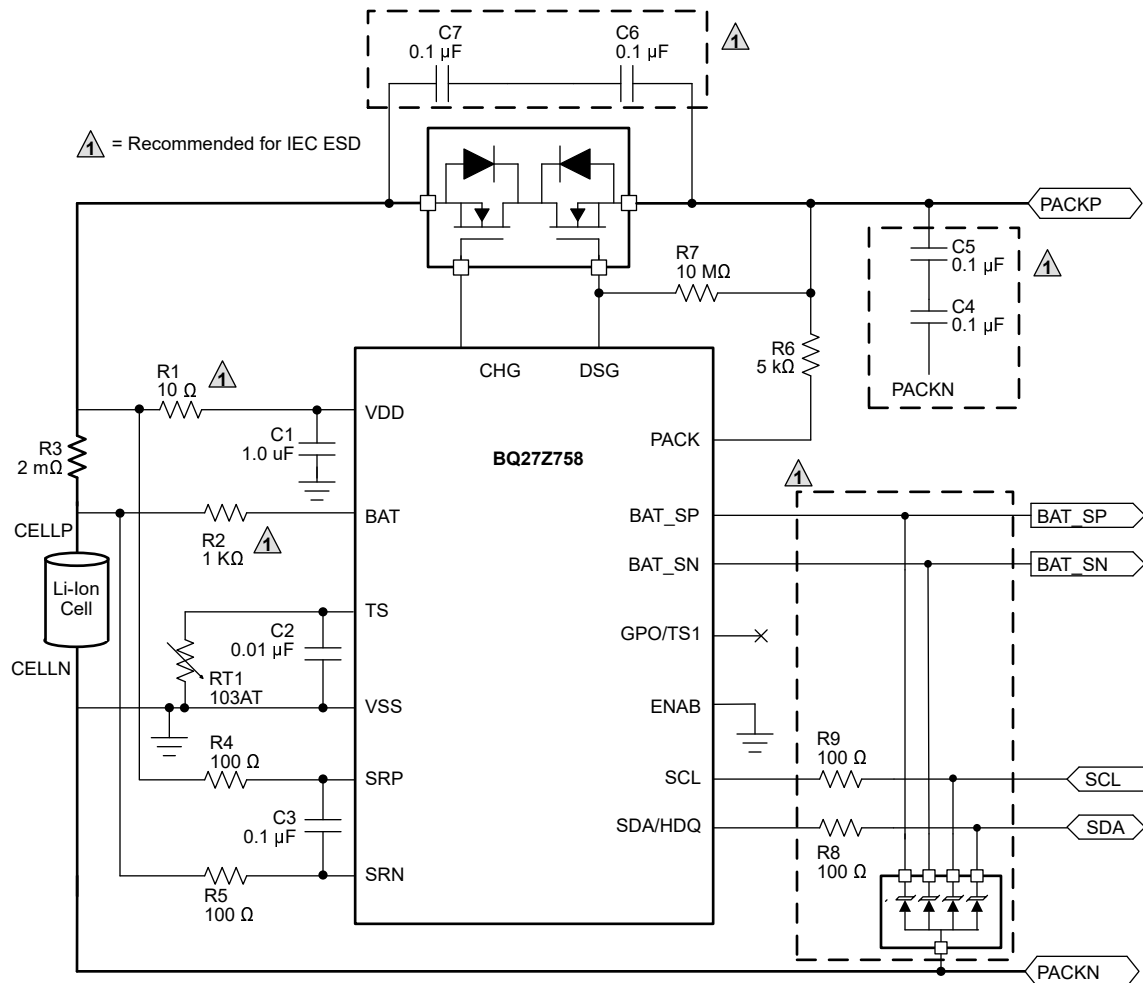 C7
0.1 µF
C6
0.1 µF
1
1 = Recommended for IEC ESD
PACKP
R7
10 MΩ
C5
0.1 µF
1
C4
0.1 µF
PACKN
R6
5 kΩ
R1
10 Ω
1
CHG
DSG
VDD
C1
1.0 uF
R3
2 mΩ
PACK
BQ27Z758
1
CELLP
R2
1 KΩ
1
BAT
BAT_SP
BAT_SP
Li-Ion
Cell
BAT_SN
BAT_SN
TS
C2
0.01 µF
GPO/TS1
CELLN
RT1
103AT
VSS
ENAB
R4
100 Ω
R9
100 Ω
SRP
SCL
SCL
C3
0.1 µF
SDA/HDQ
SDA
R8
100 Ω
SRN
R5
100 Ω
PACKN